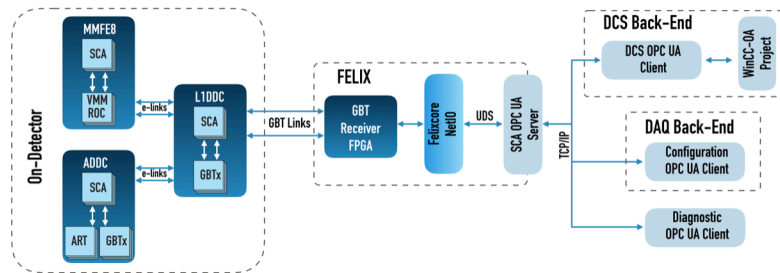 On-Detector
MMFE8
SCA
VMM
ROC
e-links
ADDC
SCA
ART
GBTx
e-links
L1DDC
SCA
GBTx
GBT Links
FELIX
GBT
Receiver
FPGA
Felixcore
NetIO
UDS
SCA OPC UA
Server
TCP/IP
DCS Back-End
DCS OPC UA
Client
WinCC-OA
Project
DAQ Back-End
Configuration
OPC UA Client
Diagnostic
OPC UA Client